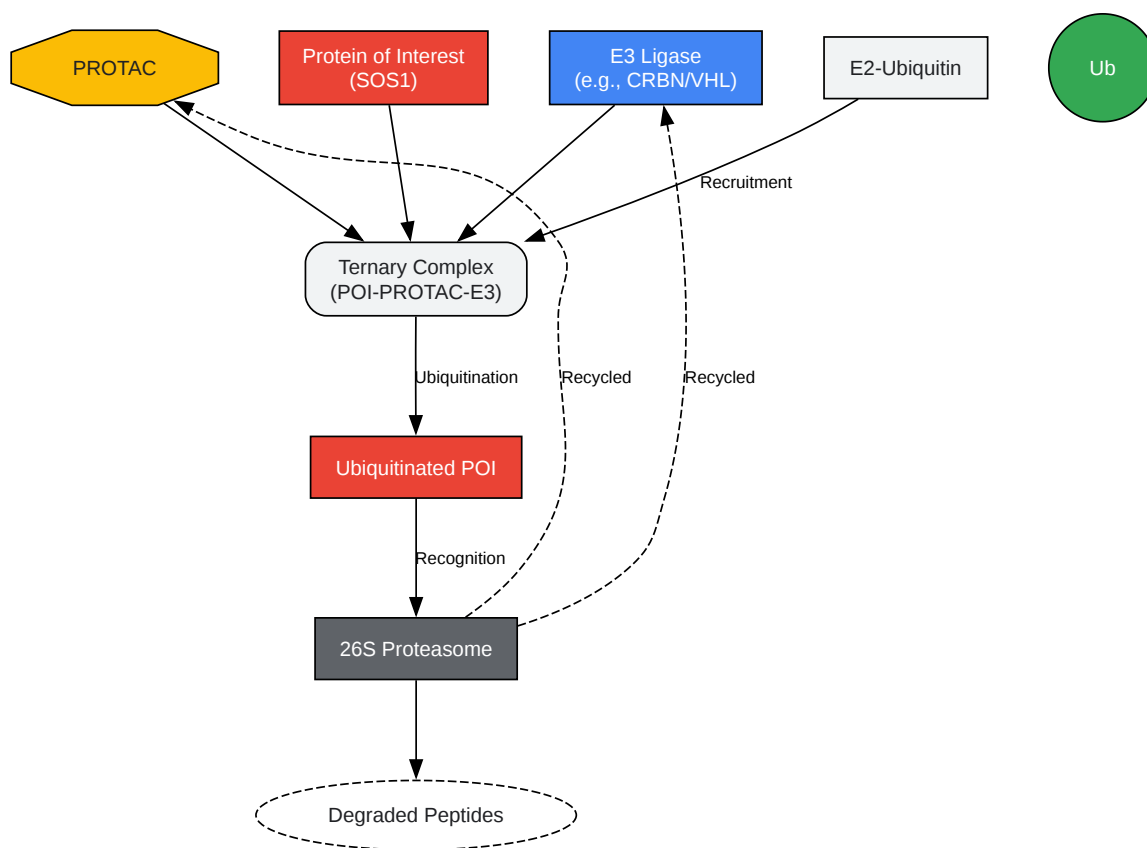 PROTAC
Protein of Interest
(SOS1)
E3 Ligase
(e.g., CRBN/VHL)
E2-Ubiquitin
Ub
Recruitment
Ternary Complex
(POI-PROTAC-E3)
Ubiquitination
Recycled
Recycled
Ubiquitinated POI
Recognition
26S Proteasome
Degraded Peptides